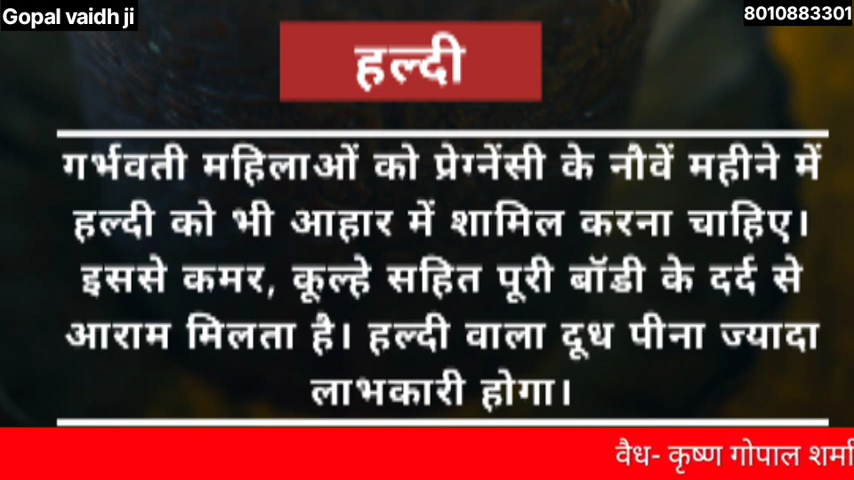 Gopal vaidh ji
8010883301
हल्दी
गर्भवती महिलाओं को प्रेग्नेंसी के नौवें महीने में
हल्दी को भी आहार में शामिल करना चाहिए।
इससे कमर, कूल्हे सहित पूरी बॉडी के दर्द से
आराम मिलता है। हल्दी वाला दूध पीना ज्यादा
लाभकारी होगा।
वैध- कृष्ण गोपाल शर्मा